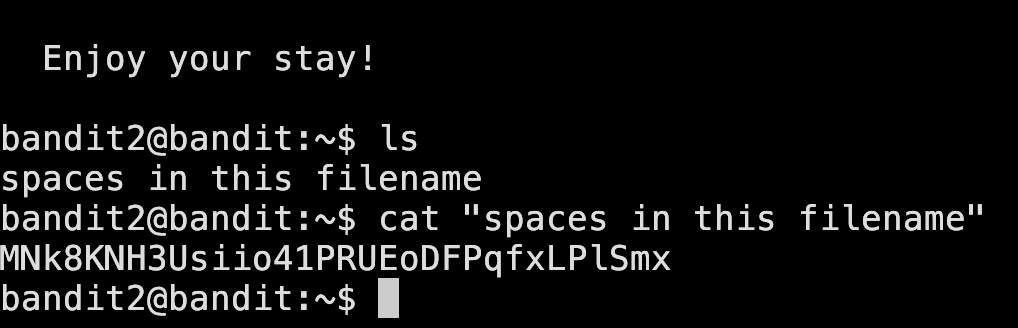 Enjoy your stay!
bandit2@bandit:~$ ls
spaces in this filename
bandit2@bandit:~$ cat "spaces in this filename"
MNk8KNH3Usiio41PRUEoDFPqfxLPlSmx
bandit2@bandit:~$